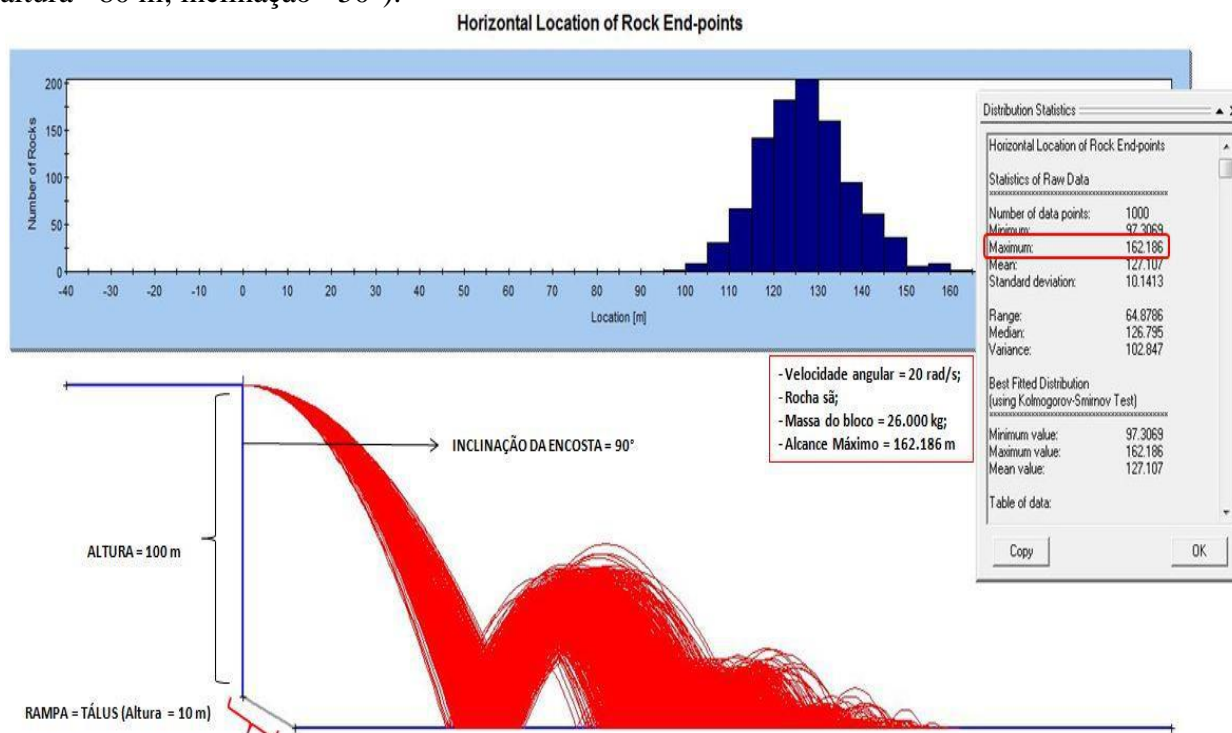 altura = 80 m, inclinação = 50°).
Horizontal Location of Rock End-points
Number of Rocks
200
150
100
50
0
-40 -30 -20 -10 0 10 20 30 40 50 60 70 80 90 100 110 120 130 140 150 160
Location [m]
Distribution Statistics
Horizontal Location of Rock End-points
Statistics of Raw Data
Number of data points: 1000
Minimum: 97.3069
Maximum: 162.186
Mean: 127.107
Standard deviation: 10.1413
Range: 64.8786
Median: 126.795
Variance: 102.847
Best Fitted Distribution
(using Kolmogorov-Smirnov Test)
Minimum value: 97.3069
Maximum value: 162.186
Mean value: 127.107
Table of data:
Copy OK
- Velocidade angular = 20 rad/s;
- Rocha sã;
- Massa do bloco = 26.000 kg;
- Alcance Máximo = 162.186 m
INCLINAÇÃO DA ENCOSTA = 90°
ALTURA = 100 m
RAMPA = TÁLUS (Altura = 10 m)